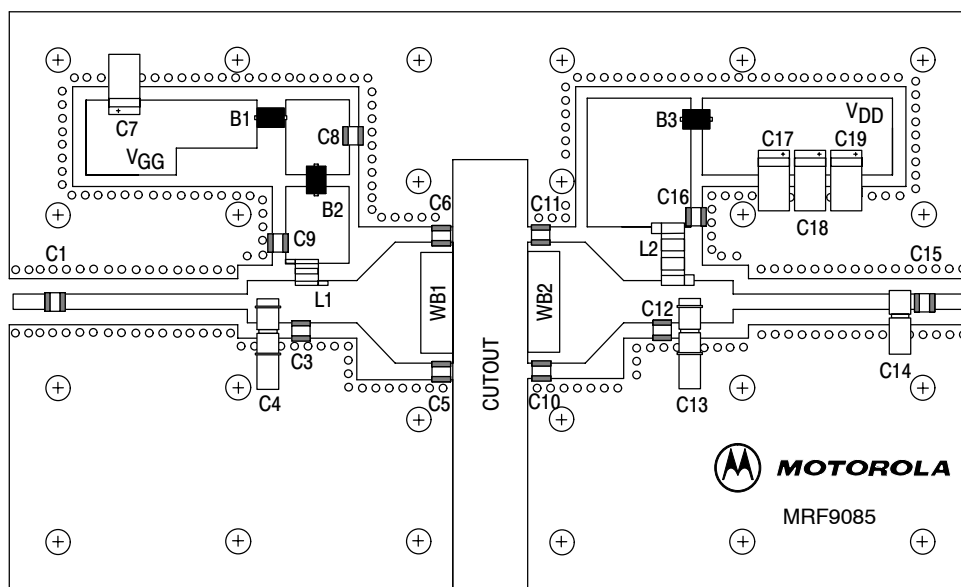 C7
B1
C8
B3
VDD
C17
C19
VGG
B2
C6
C11
C16
C18
C1
C9
L2
C15
L1
WB1
WB2
C12
C3
C4
C5
CUTOUT
C10
C13
C14
MOTOROLA
MRF9085